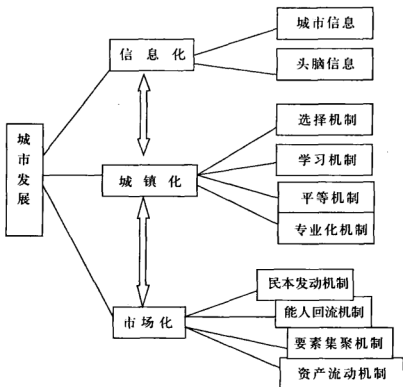 城市信息
信息化
头脑信息
选择机制
城市发展
学习机制
城镇化
平等机制
专业化机制
民本发动机制
能人回流机制
市场化
要素集聚机制
资产流动机制